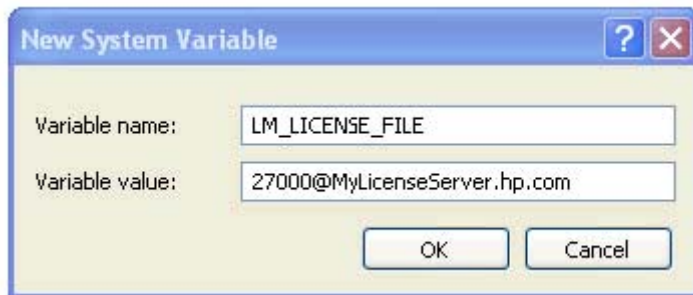 New System Variable
?
Variable name: LM_LICENSE_FILE
Variable value: 27000@MyLicenseServer.hp.com
OK Cancel